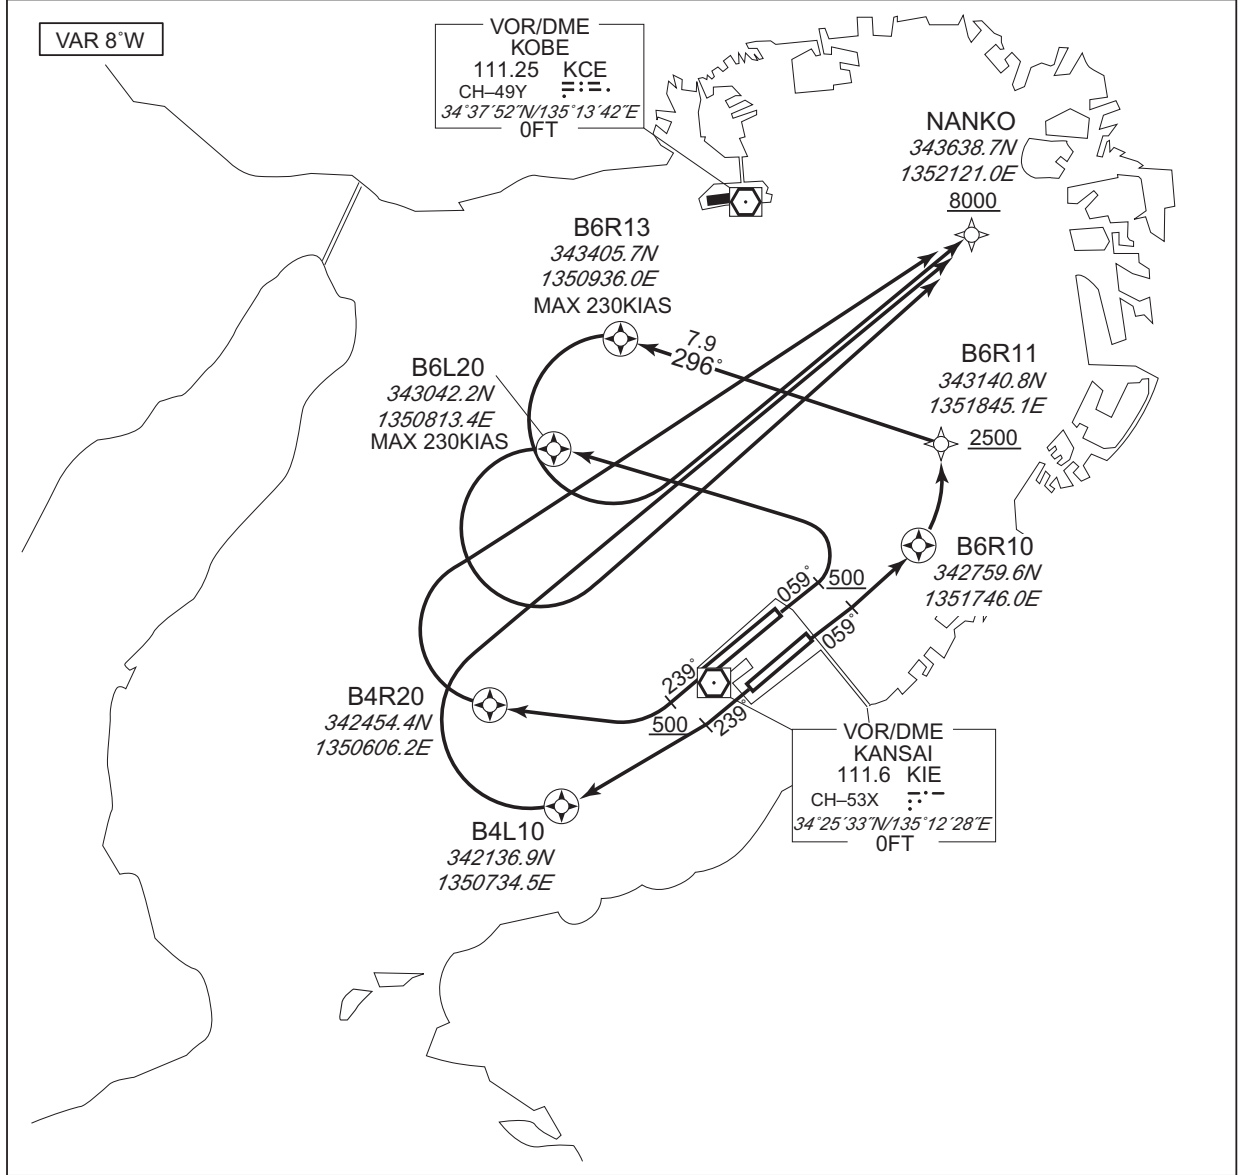 VAR 8°W
VOR/DME
KOBE
111.25 KCE
CH–49Y
34°37´52˝N/135°13´42˝E
0FT
NANKO
343638.7N
1352121.0E
8000
B6R13
343405.7N
1350936.0E
MAX 230KIAS
7.9
296°
B6L20
343042.2N
1350813.4E
MAX 230KIAS
B6R11
343140.8N
1351845.1E
2500
B6R10
342759.6N
1351746.0E
059°
500
059°
239°
500
239°
B4R20
342454.4N
1350606.2E
VOR/DME
KANSAI
111.6 KIE
CH–53X
34°25´33˝N/135°12´28˝E
0FT
B4L10
342136.9N
1350734.5E